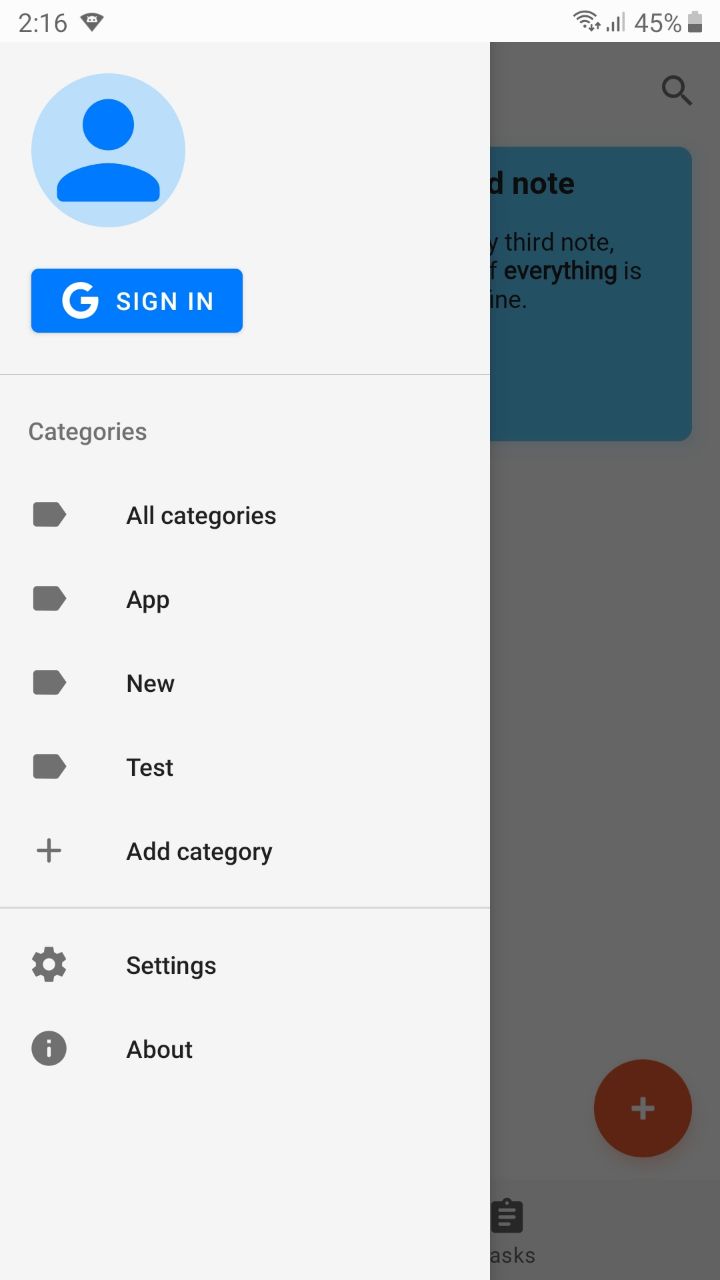 2:16
45%
SIGN IN
d note
y third note,
f everything is
ine.
Categories
All categories
App
New
Test
Add category
Settings
About
asks